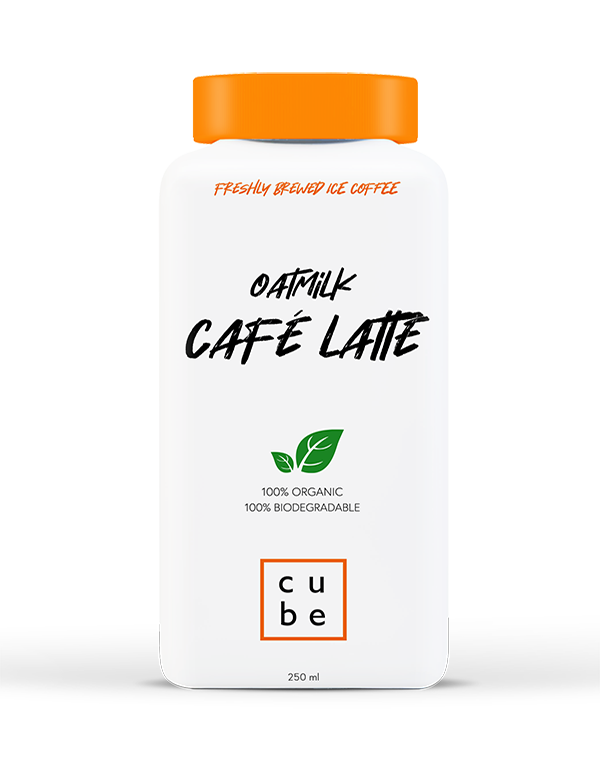 FRESHLY BREWED ICE COFFEE
OATMILK
CAFÉ LATTE
100% ORGANIC
100% BIODEGRADABLE
cu
be
250 ml